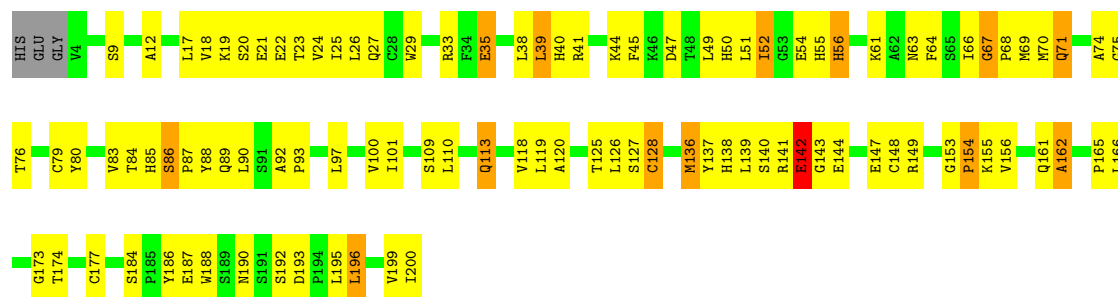 HIS GLU GLY V4 S9 A12 L17 V18 K19 S20 E21 E22 T23 V24 I25 L26 Q27 C28 W29 R33 F34 E35 L38 L39 H40 R41 K44 F45 K46 D47 T48 L49 H50 L51 I52 G53 E54 H55 H56 K61 A62 N63 F64 S65 I66 G67 P68 M69 M70 Q71 A74 G75
T76 C79 Y80 V83 T84 H85 S86 P87 Y88 Q89 L90 S91 A92 P93 L97 V100 I101 S109 L110 Q113 V118 L119 A120 T125 L126 S127 C128 M136 Y137 H138 L139 S140 R141 E142 G143 E144 E147 C148 R149 G153 P154 K155 V156 Q161 A162 P165 L166
G173 T174 C177 S184 P185 Y186 E187 W188 S189 N190 S191 S192 D193 P194 L195 L196 V199 I200